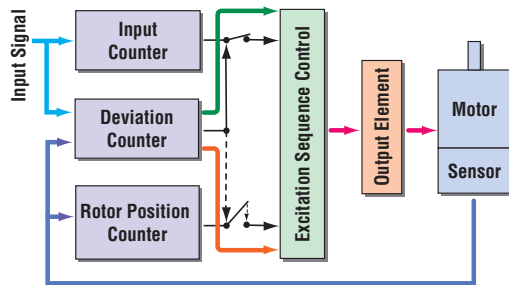 Input Signal
Input
Counter
Deviation
Counter
Rotor Position
Counter
Excitation Sequence Control
Output Element
Motor
Sensor